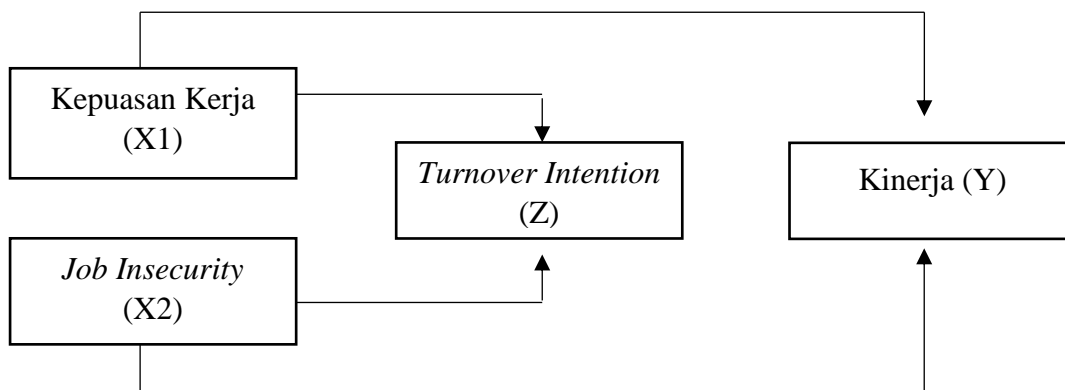 Kepuasan Kerja
(X1)
Turnover Intention
(Z)
Kinerja (Y)
Job Insecurity
(X2)